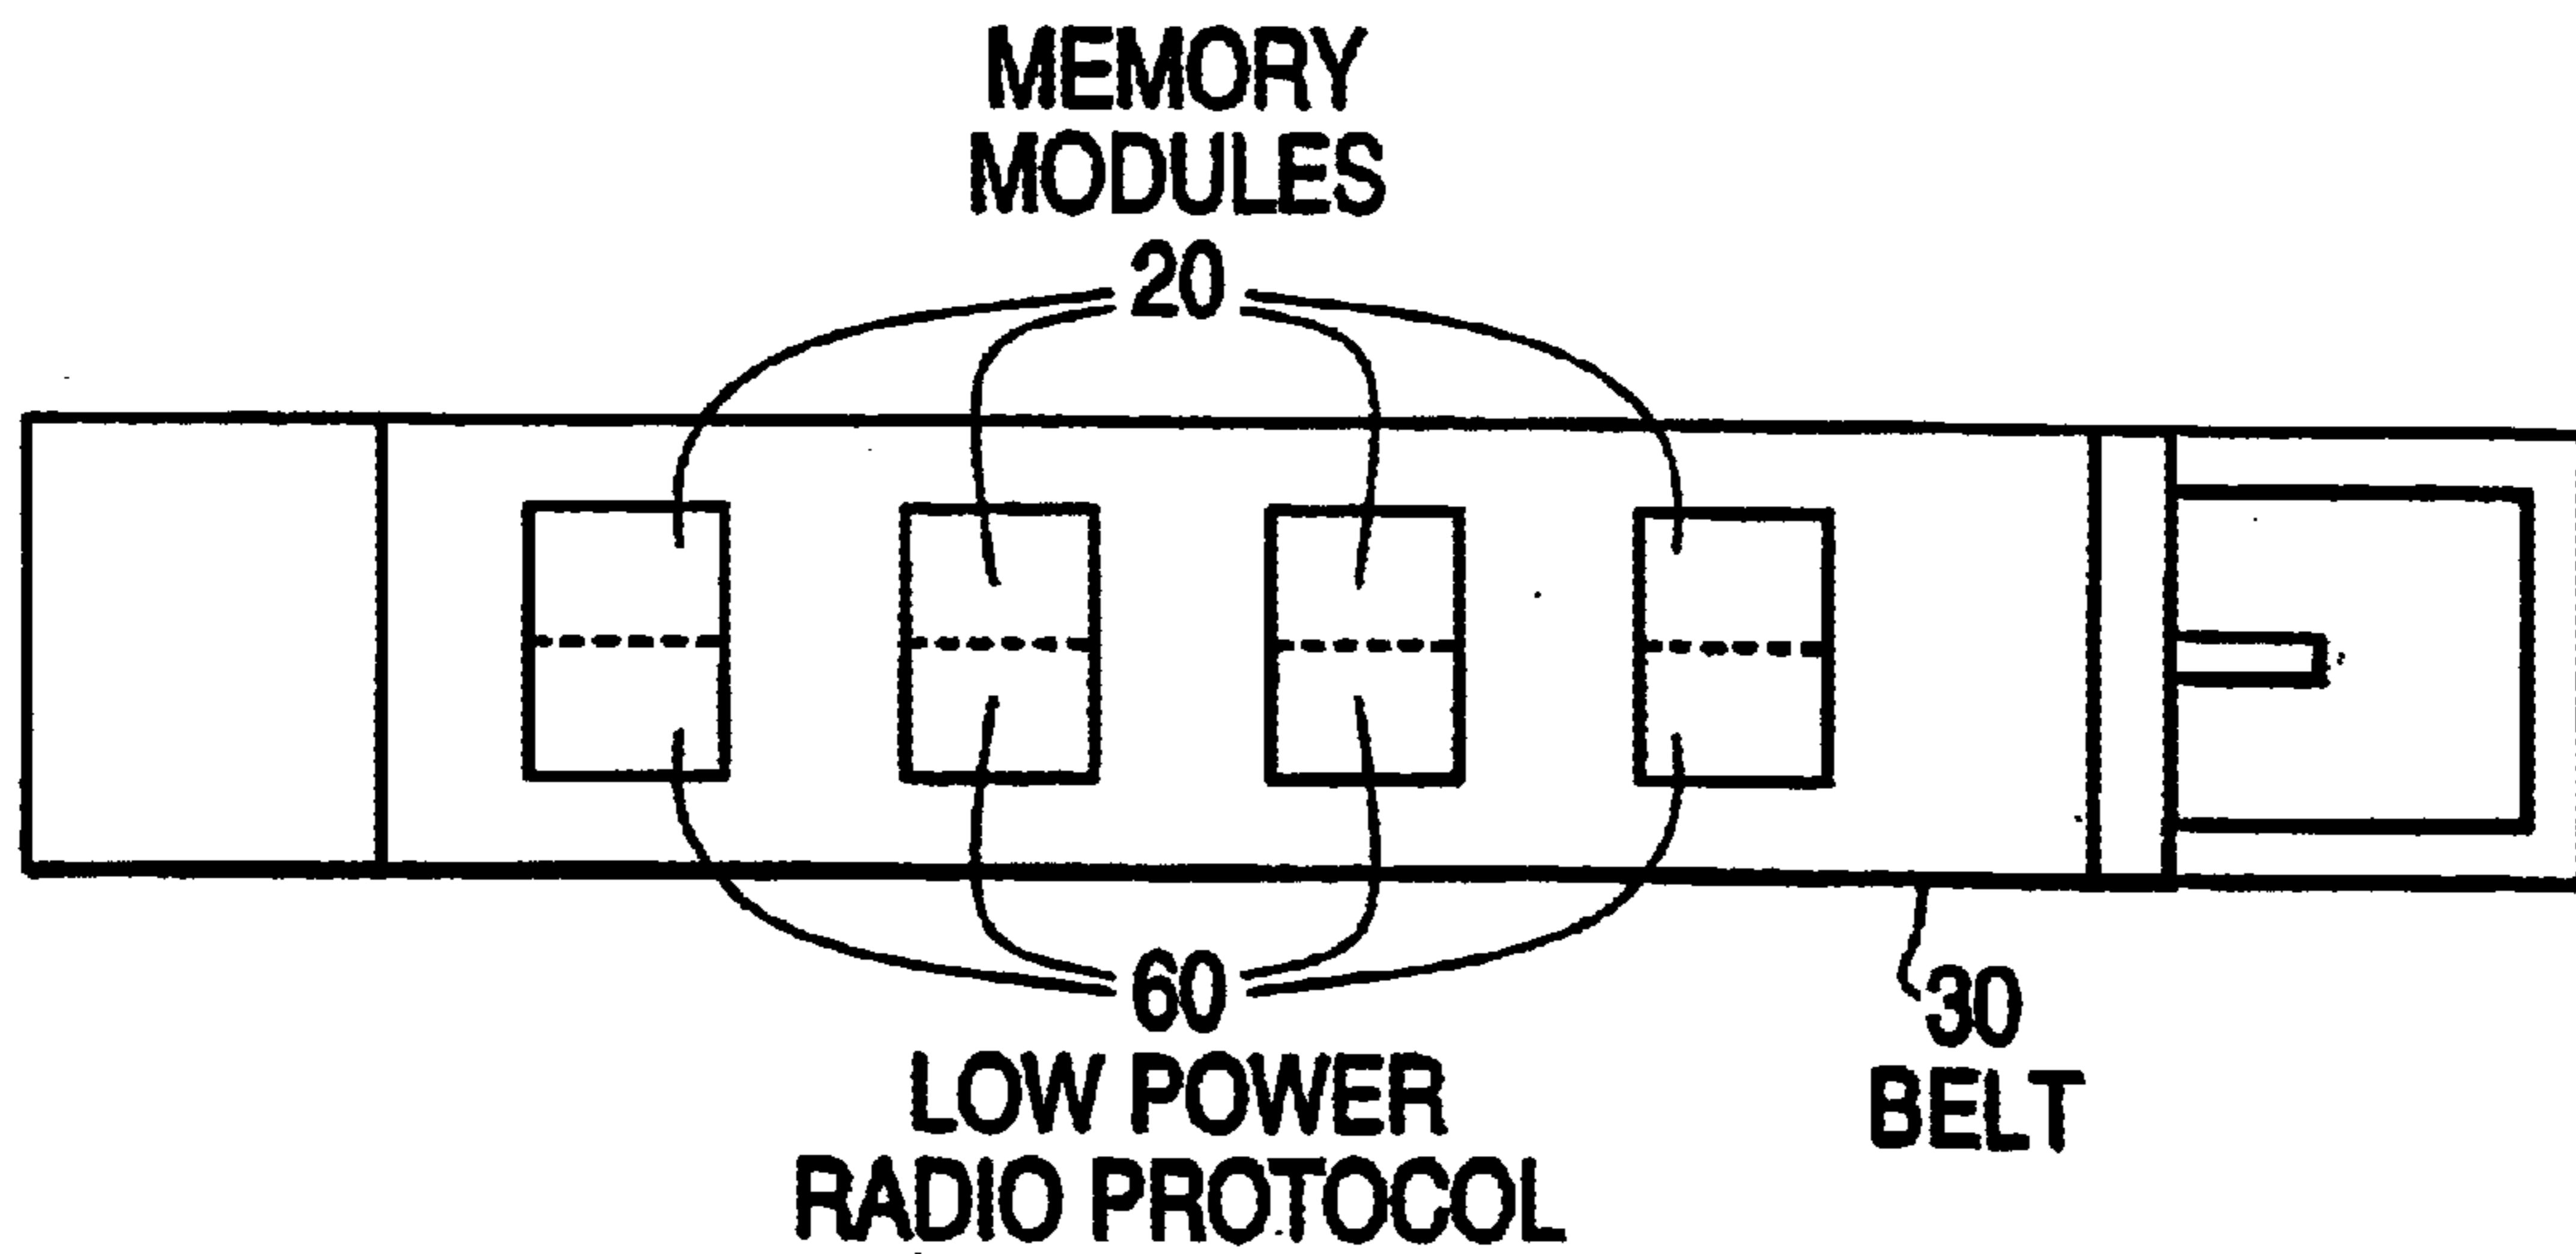 MEMORY
MODULES
20
60
LOW POWER
RADIO PROTOCOL
30
BELT